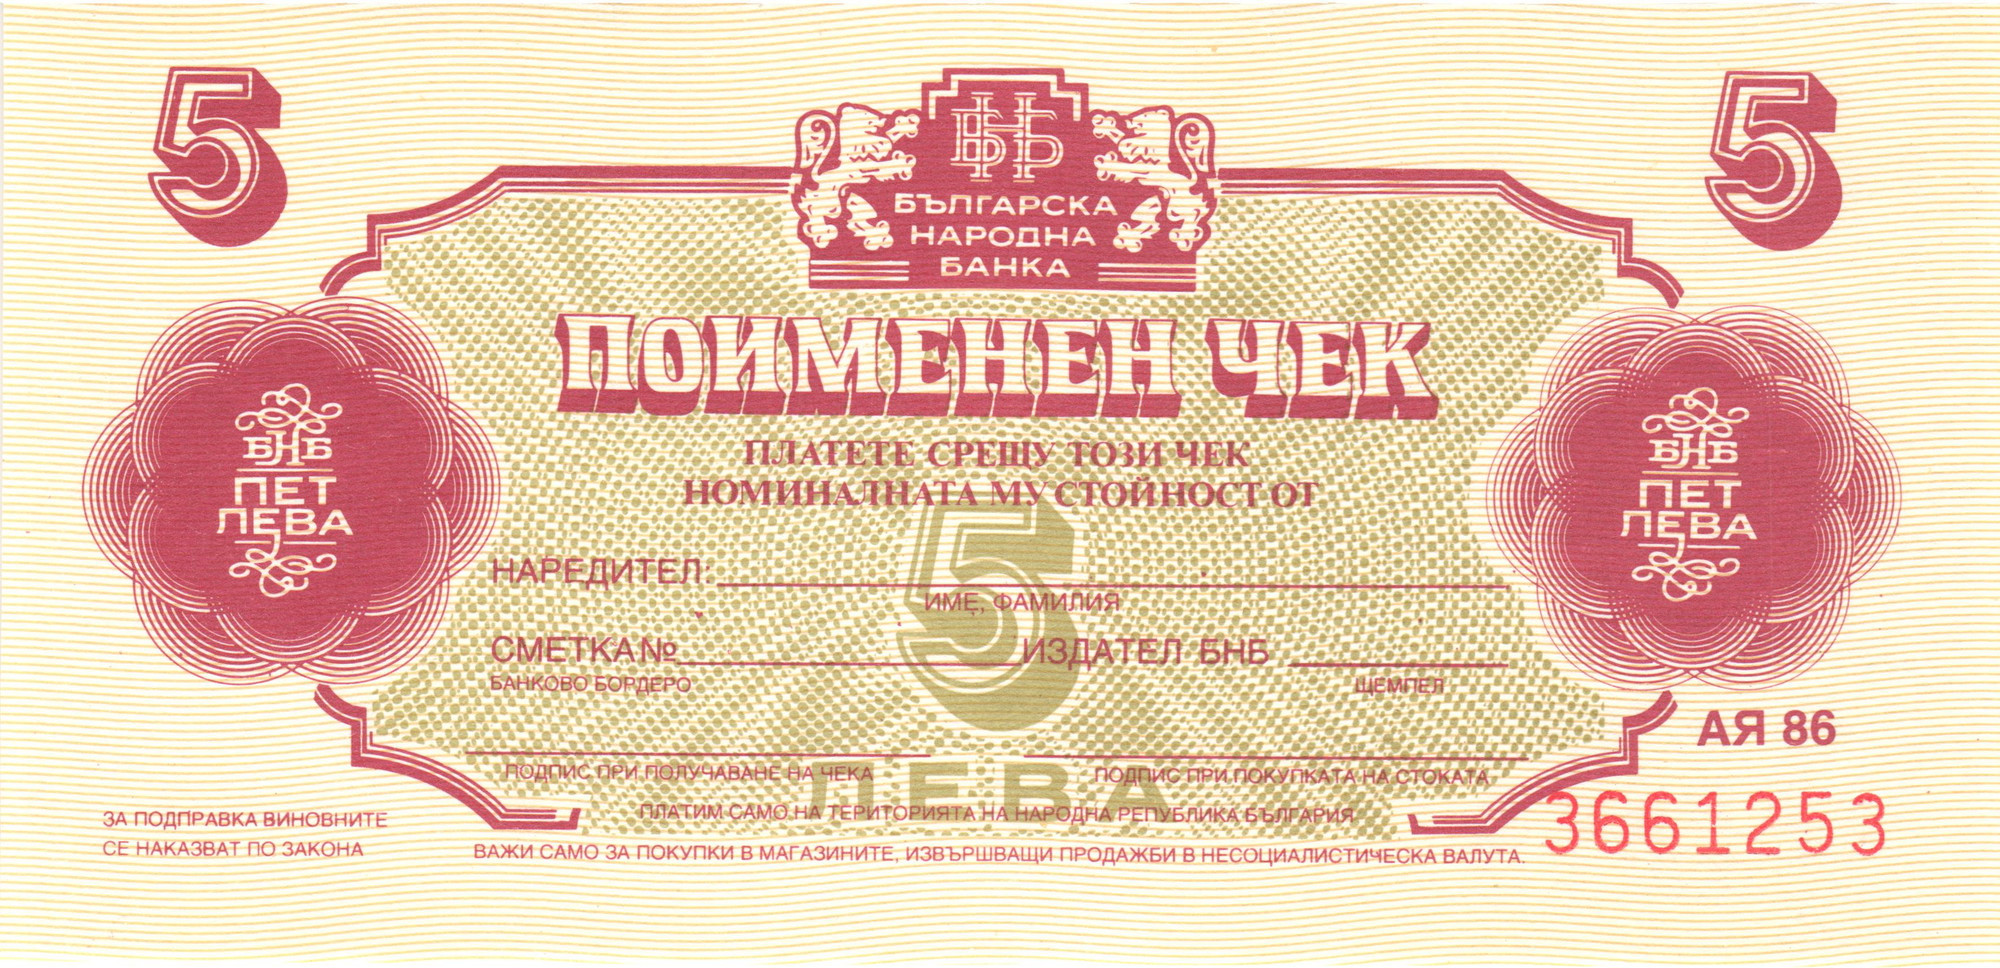 5
5
БНБ
БЪЛГАРСКА
НАРОДНА
БАНКА
ПОИМЕНЕН ЧЕК
ПЛАТЕТЕ СРЕЩУ ТОЗИ ЧЕК
НОМИНАЛНАТА МУ СТОЙНОСТ ОТ
БНБ
ПЕТ
ЛЕВА
БНБ
ПЕТ
ЛЕВА
5
ЛЕВА
НАРЕДИТЕЛ:
ИМЕ, ФАМИЛИЯ
СМЕТКА № ИЗДАТЕЛ БНБ
БАНКОВО БОРДЕРО ЩЕМПЕЛ
АЯ 86
ПОДПИС ПРИ ПОЛУЧАВАНЕ НА ЧЕКА ПОДПИС ПРИ ПОКУПКАТА НА СТОКАТА
ПЛАТИМ САМО НА ТЕРИТОРИЯТА НА НАРОДНА РЕПУБЛИКА БЪЛГАРИЯ
3661253
ЗА ПОДПРАВКА ВИНОВНИТЕ
СЕ НАКАЗВАТ ПО ЗАКОНА
ВАЖИ САМО ЗА ПОКУПКИ В МАГАЗИНИТЕ, ИЗВЪРШВАЩИ ПРОДАЖБИ В НЕСОЦИАЛИСТИЧЕСКА ВАЛУТА.